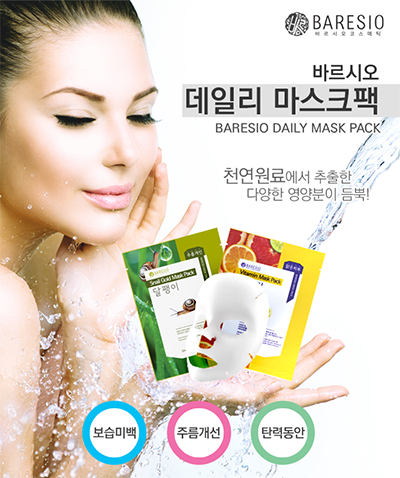 BARESIO
바르시오코스메틱
바르시오
데일리 마스크팩
BARESIO DAILY MASK PACK
천연원료에서 추출한
다양한 영양분이 듬뿍!
BARESIO
Snail Gold Mask Pack
달팽이
BARESIO
Vitamin Mask Pack
보습미백
주름개선
탄력동안